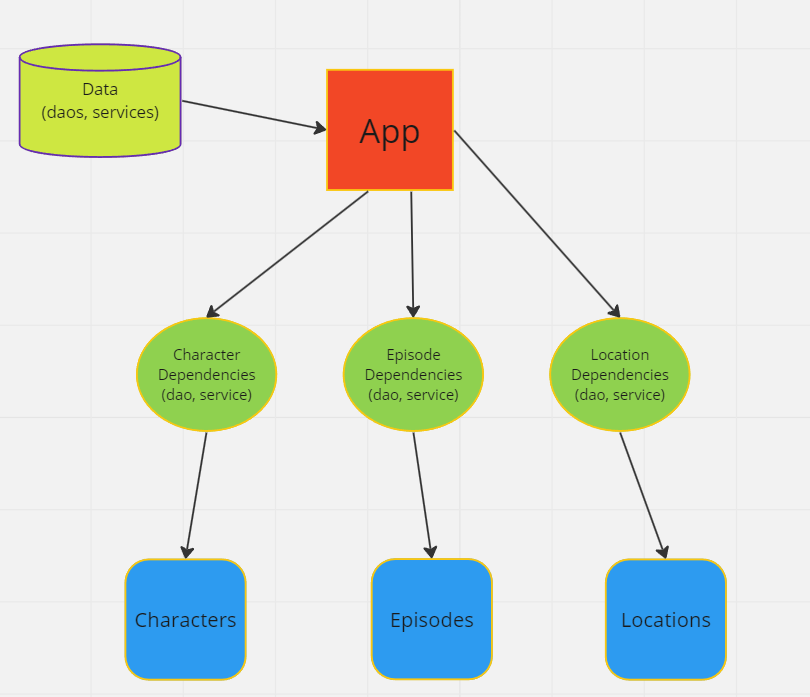 Data
(daos, services)
App
Character
Dependencies
(dao, service)
Episode
Dependencies
(dao, service)
Location
Dependencies
(dao, service)
Characters
Episodes
Locations